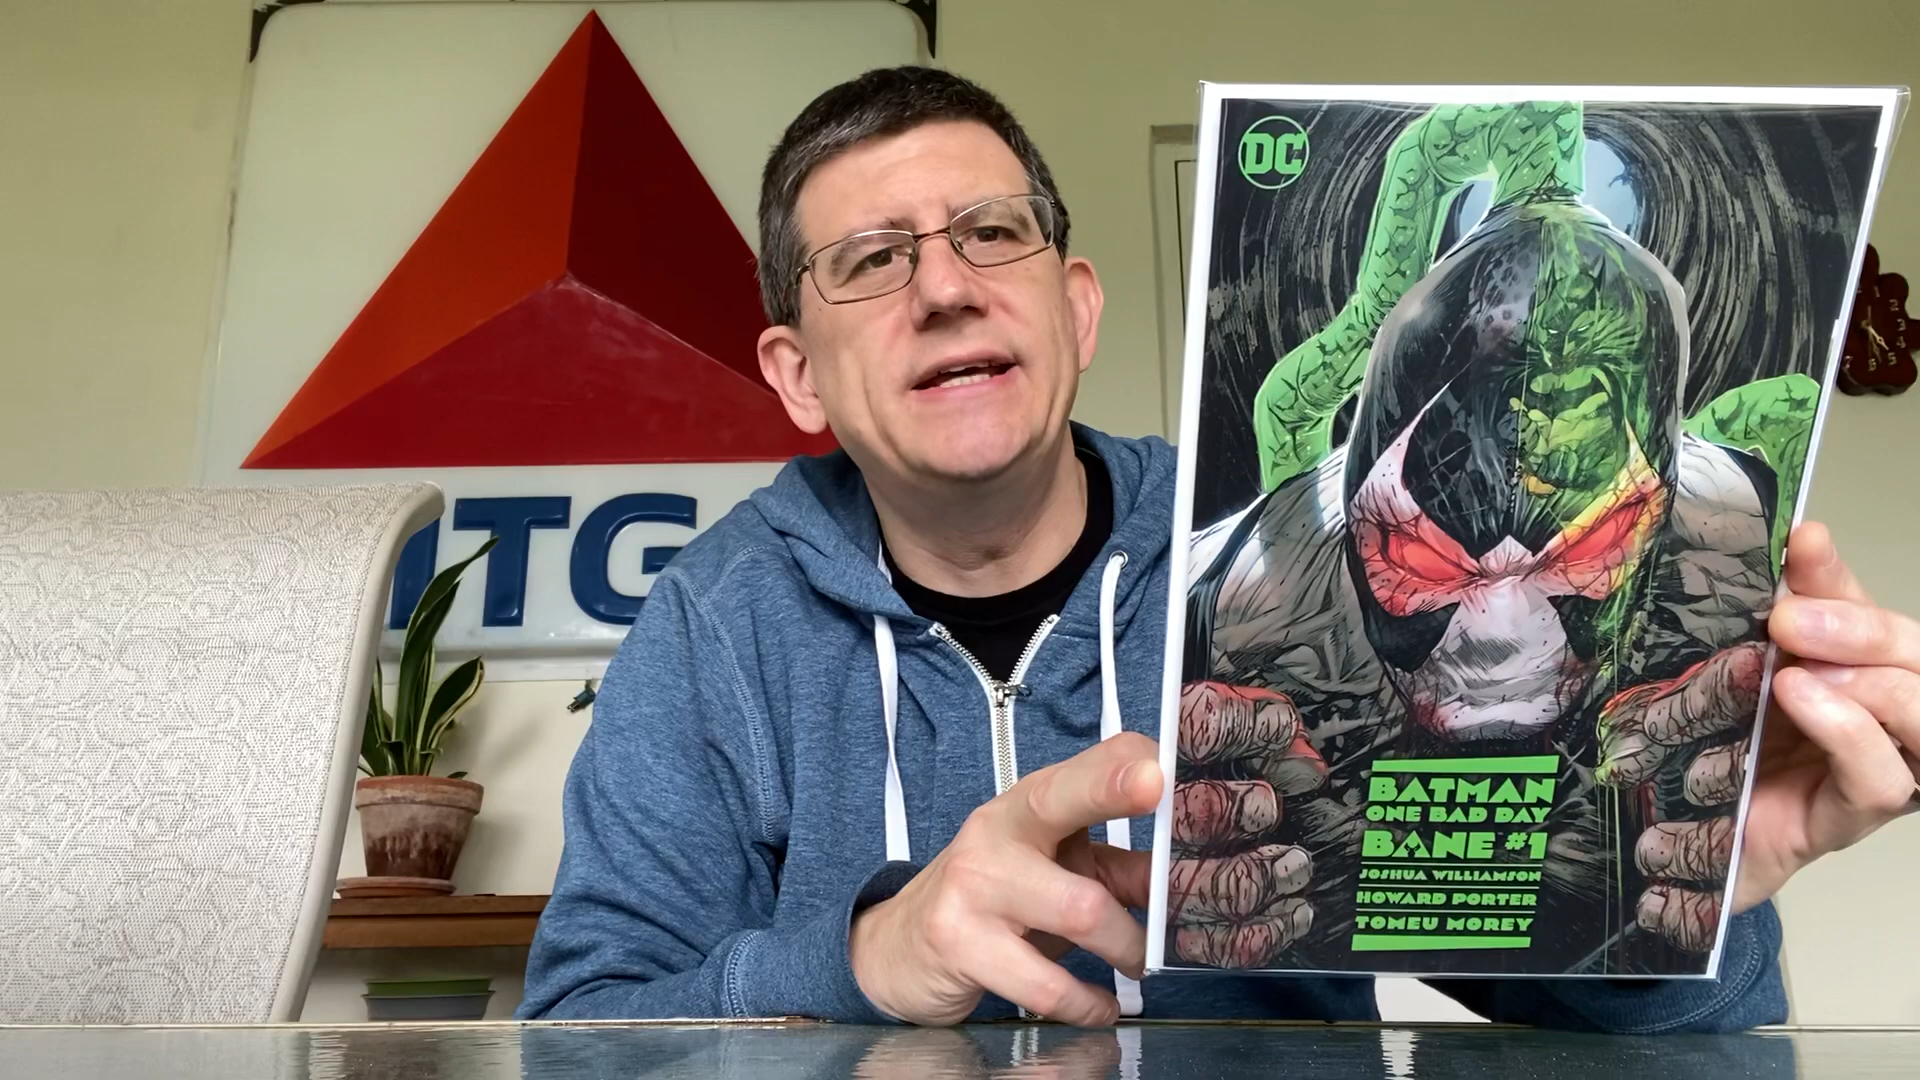 DC
ITG
BATMAN
ONE BAD DAY
BANE #1
JOSHUA WILLIAMSON
HOWARD PORTER
TOMEU MOREY